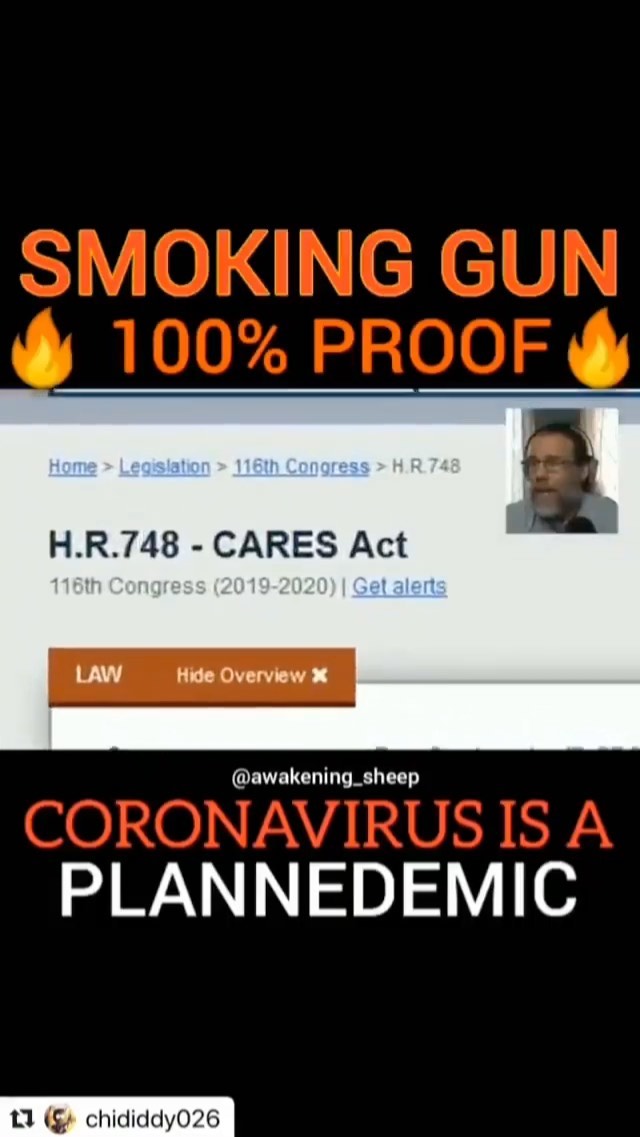 SMOKING GUN
🔥 100% PROOF 🔥
Home > Legislation > 116th Congress > H.R.748
H.R.748 - CARES Act
116th Congress (2019-2020) | Get alerts
LAW Hide Overview ✖
@awakening_sheep
CORONAVIRUS IS A
PLANNEDEMIC
chididdy026